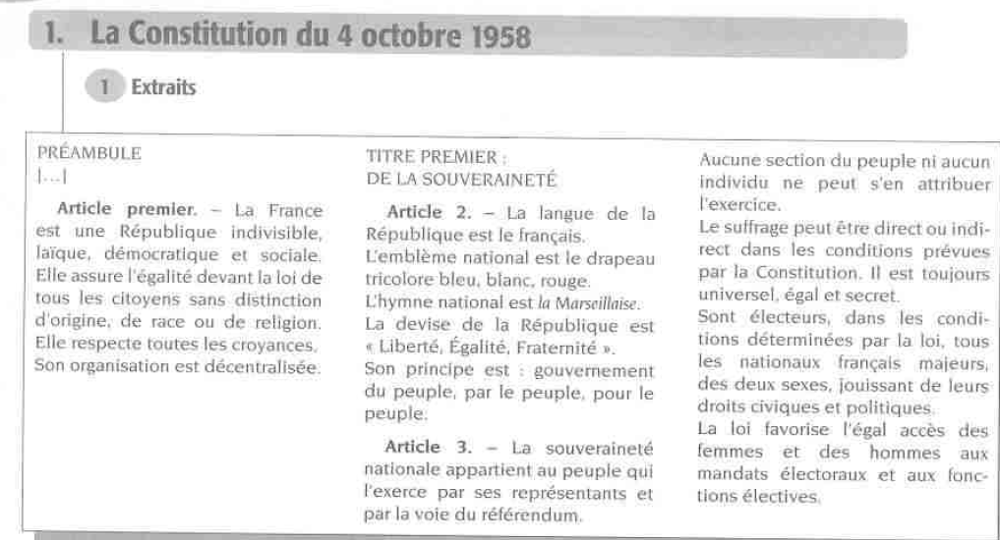 1. La Constitution du 4 octobre 1958
1 Extraits
PRÉAMBULE
[...]
Article premier. – La France
est une République indivisible,
laïque, démocratique et sociale.
Elle assure l'égalité devant la loi de
tous les citoyens sans distinction
d'origine, de race ou de religion.
Elle respecte toutes les croyances.
Son organisation est décentralisée.
TITRE PREMIER :
DE LA SOUVERAINETÉ
Article 2. – La langue de la
République est le français.
L'emblème national est le drapeau
tricolore bleu, blanc, rouge.
L'hymne national est la Marseillaise.
La devise de la République est
« Liberté, Égalité, Fraternité ».
Son principe est : gouvernement
du peuple, par le peuple, pour le
peuple.
Article 3. – La souveraineté
nationale appartient au peuple qui
l'exerce par ses représentants et
par la voie du référendum.
Aucune section du peuple ni aucun
individu ne peut s'en attribuer
l'exercice.
Le suffrage peut être direct ou indi-
rect dans les conditions prévues
par la Constitution. Il est toujours
universel, égal et secret.
Sont électeurs, dans les condi-
tions déterminées par la loi, tous
les nationaux français majeurs,
des deux sexes, jouissant de leurs
droits civiques et politiques.
La loi favorise l'égal accès des
femmes et des hommes aux
mandats électoraux et aux fonc-
tions électives.